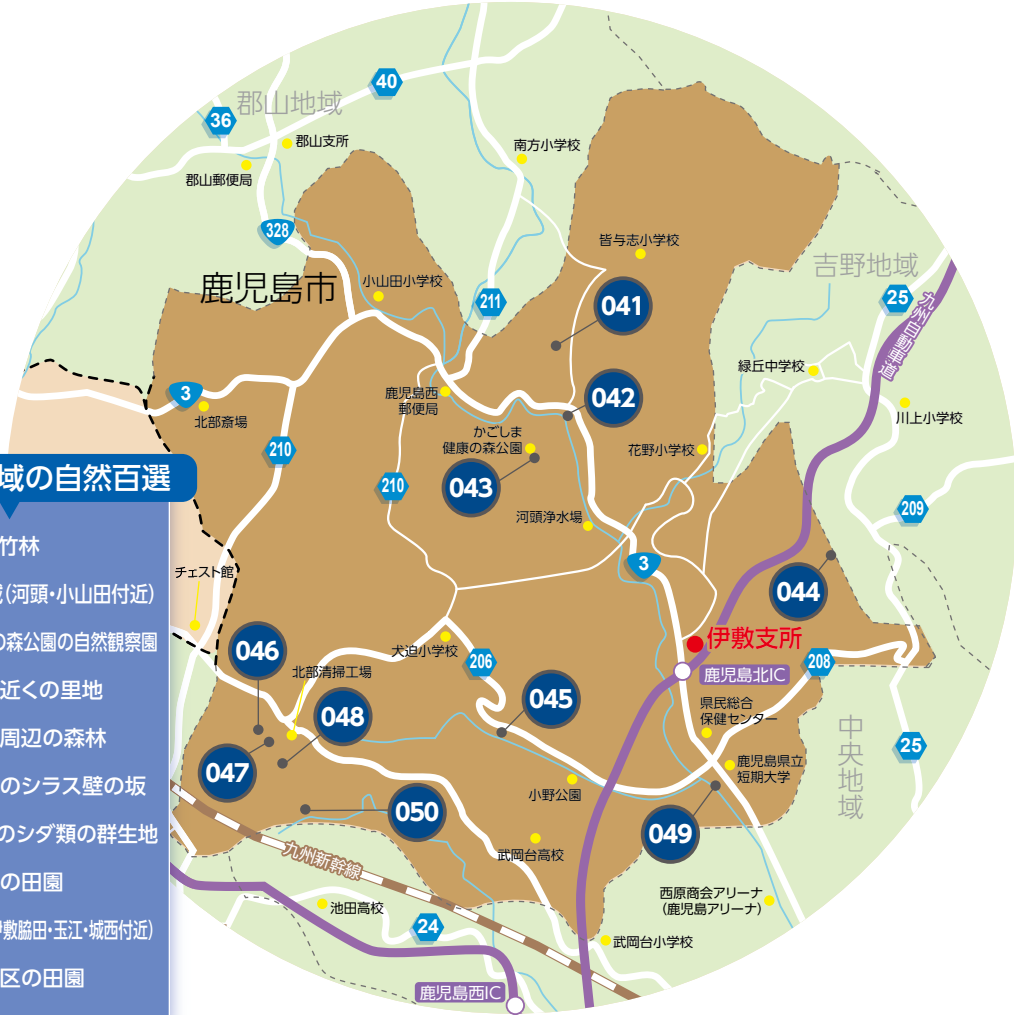 40
郡山地域
36
郡山支所
南方小学校
郡山郵便局
328
皆与志小学校
吉野地域
鹿児島市
小山田小学校
211
041
25
九州自動車道
緑丘中学校
3
北部斎場
鹿児島西
郵便局
042
川上小学校
かごしま
健康の森公園
花野小学校
210
域の自然百選
210
043
209
河頭浄水場
竹林
3
チェスト館
(河頭・小山田付近)
044
の森公園の自然観察園
伊敷支所
046
犬迫小学校
206
208
北部清掃工場
鹿児島北IC
近くの里地
045
県民総合
保健センター
048
中央地域
周辺の森林
25
047
鹿児島県立
短期大学
のシラス壁の坂
小野公園
050
049
のシダ類の群生地
九州新幹線
武岡台高校
の田園
西原商会アリーナ
(鹿児島アリーナ)
池田高校
敷脇田・玉江・城西付近)
24
武岡台小学校
区の田園
鹿児島西IC